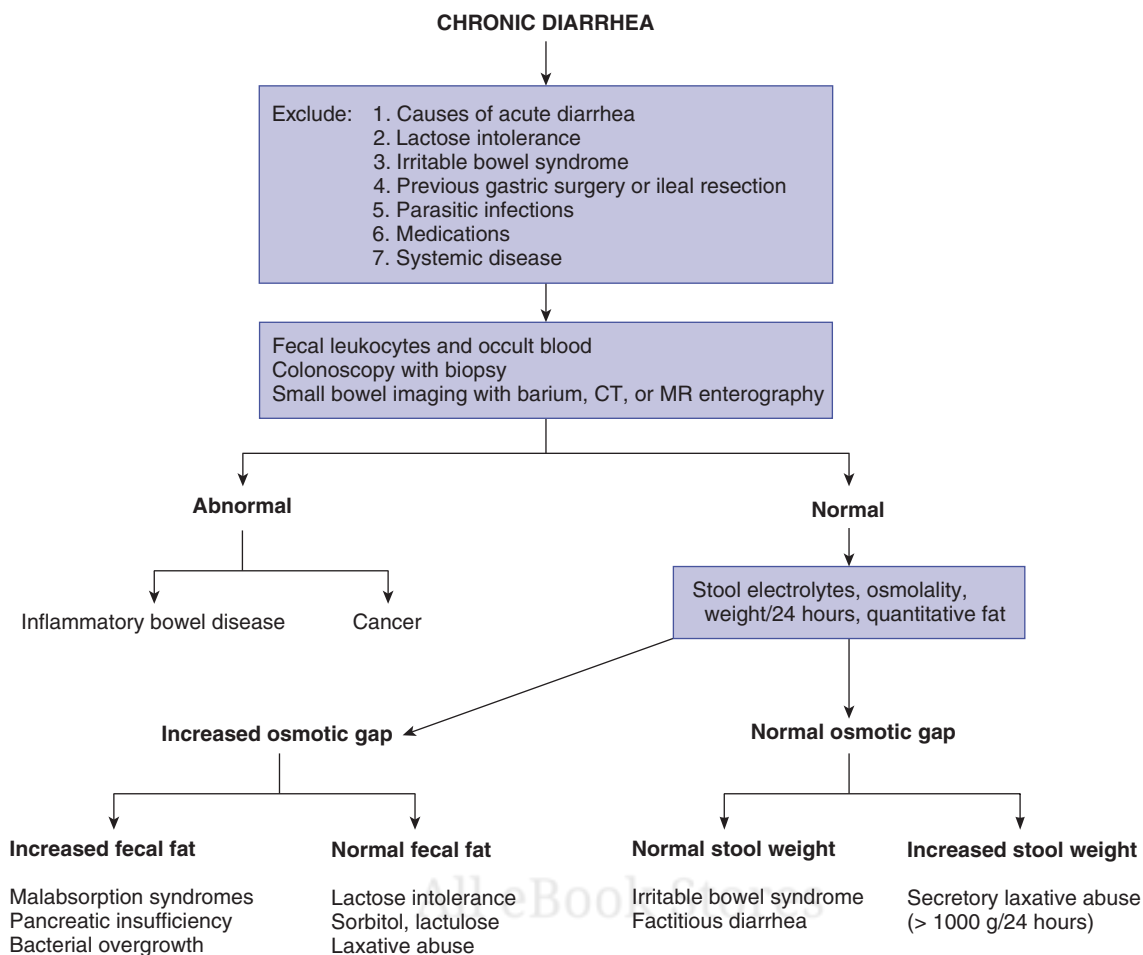 CHRONIC DIARRHEA
Exclude: 1. Causes of acute diarrhea
2. Lactose intolerance
3. Irritable bowel syndrome
4. Previous gastric surgery or ileal resection
5. Parasitic infections
6. Medications
7. Systemic disease
Fecal leukocytes and occult blood
Colonoscopy with biopsy
Small bowel imaging with barium, CT, or MR enterography
Abnormal
Normal
Inflammatory bowel disease
Cancer
Stool electrolytes, osmolality,
weight/24 hours, quantitative fat
Increased osmotic gap
Normal osmotic gap
Increased fecal fat
Malabsorption syndromes
Pancreatic insufficiency
Bacterial overgrowth
Normal fecal fat
Lactose intolerance
Sorbitol, lactulose
Laxative abuse
Normal stool weight
Irritable bowel syndrome
Factitious diarrhea
Increased stool weight
Secretory laxative abuse
(> 1000 g/24 hours)
All eBook Stores